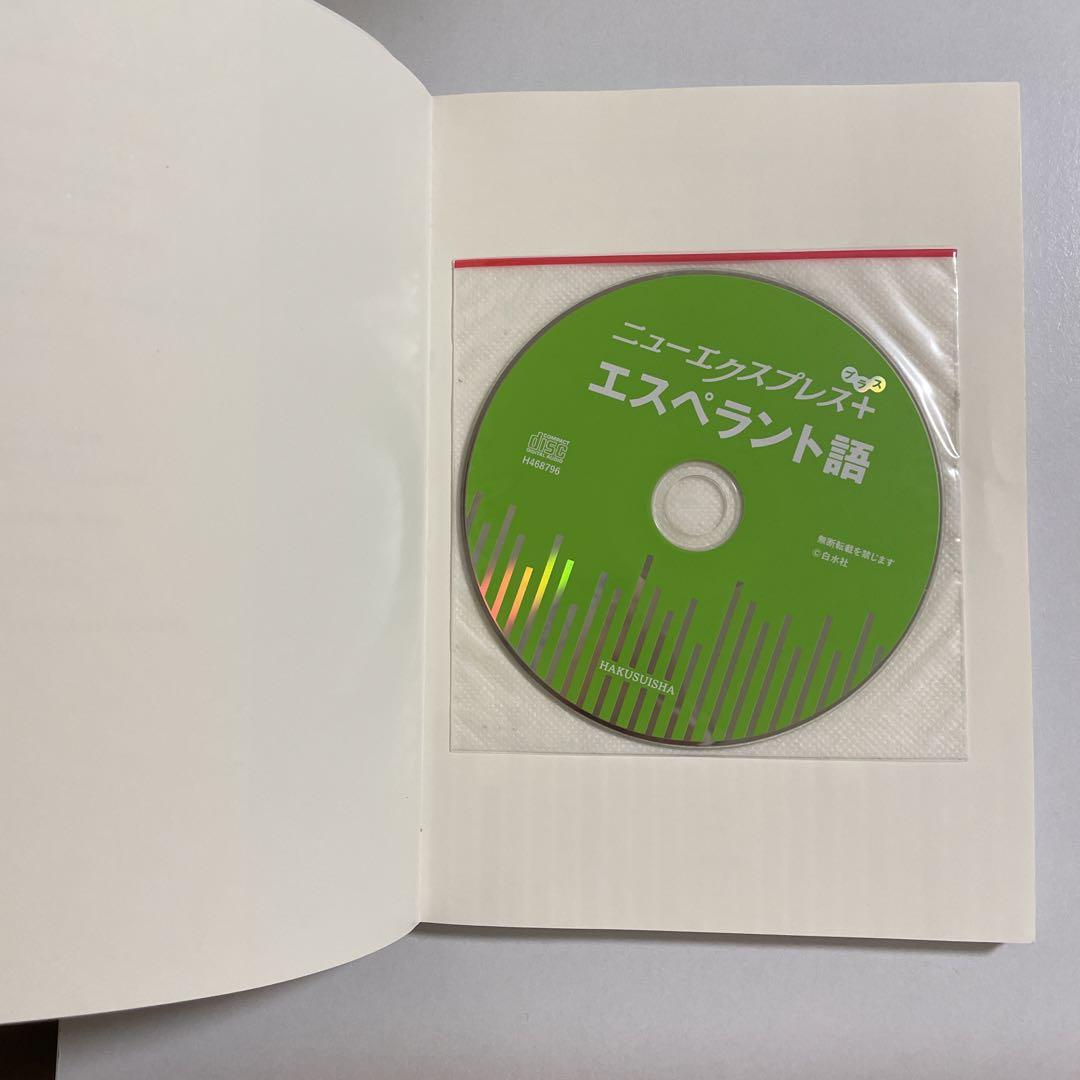 ニューエクスプレス+
プラス
エスペラント語
COMPACT
disc
DIGITAL AUDIO
H468796
無断転載を禁じます
©白水社
HAKUSUISHA